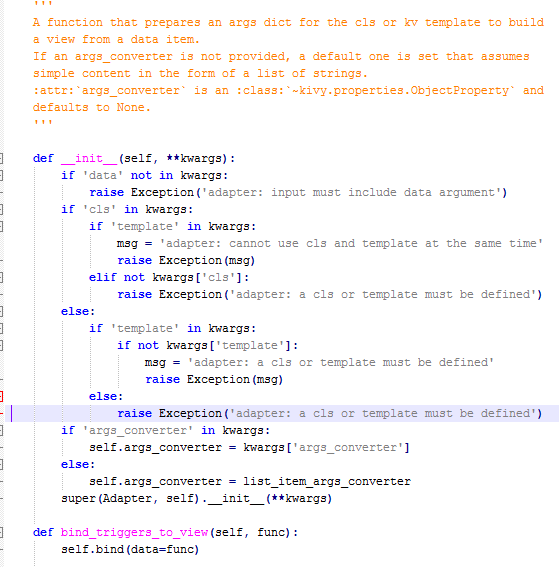 '''
A function that prepares an args dict for the cls or kv template to build
a view from a data item.
If an args_converter is not provided, a default one is set that assumes
simple content in the form of a list of strings.
:attr:`args_converter` is an :class:`~kivy.properties.ObjectProperty` and
defaults to None.
'''
def __init__(self, **kwargs):
if 'data' not in kwargs:
raise Exception('adapter: input must include data argument')
if 'cls' in kwargs:
if 'template' in kwargs:
msg = 'adapter: cannot use cls and template at the same time'
raise Exception(msg)
elif not kwargs['cls']:
raise Exception('adapter: a cls or template must be defined')
else:
if 'template' in kwargs:
if not kwargs['template']:
msg = 'adapter: a cls or template must be defined'
raise Exception(msg)
else:
raise Exception('adapter: a cls or template must be defined')
if 'args_converter' in kwargs:
self.args_converter = kwargs['args_converter']
else:
self.args_converter = list_item_args_converter
super(Adapter, self).__init__(**kwargs)
def bind_triggers_to_view(self, func):
self.bind(data=func)